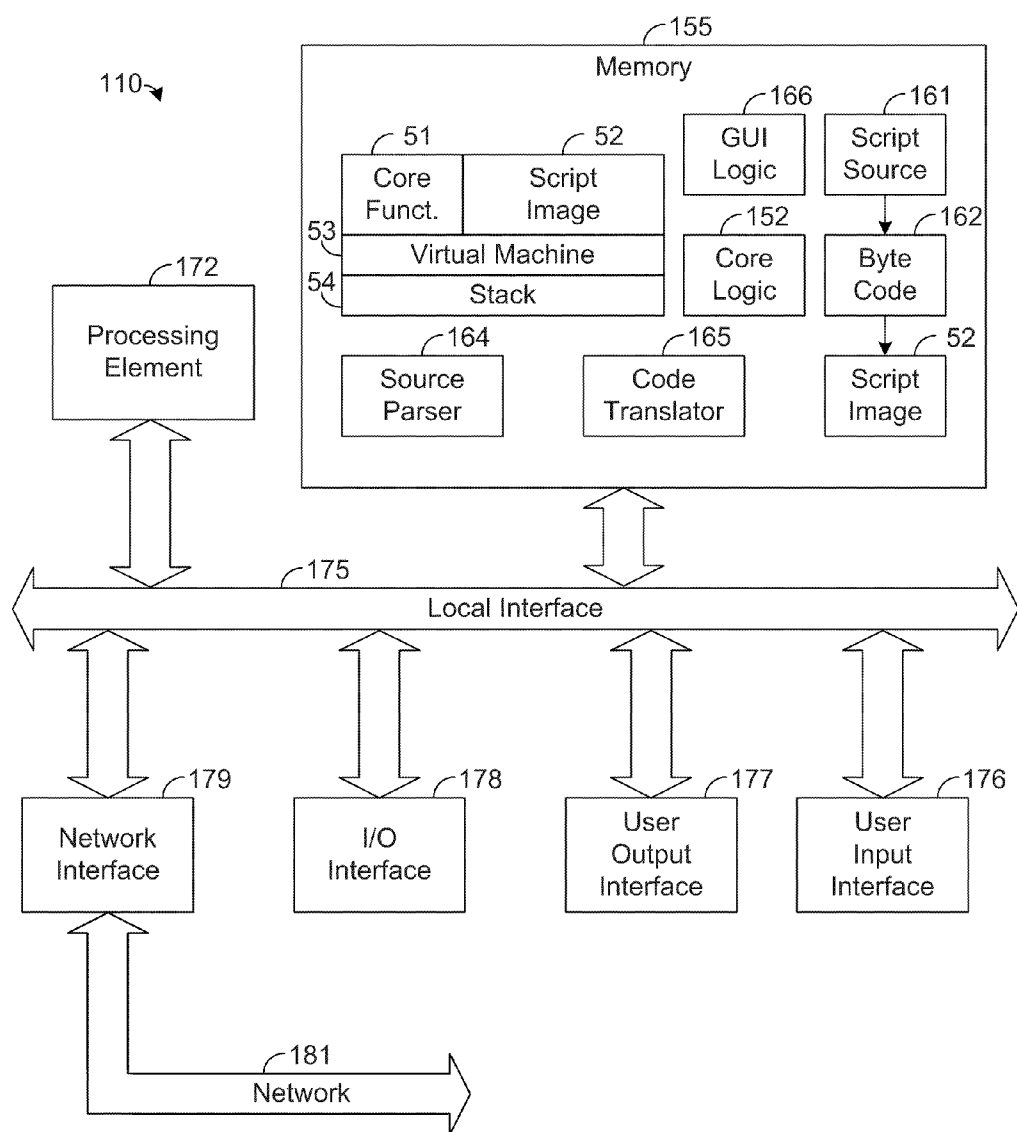 155
Memory
110
166
161
51
52
GUI
Logic
Script
Source
Core
Funct.
Script
Image
53
152
162
Virtual Machine
Core
Logic
Byte
Code
54
Stack
172
Processing
Element
164
165
52
Source
Parser
Code
Translator
Script
Image
175
Local Interface
179
178
177
176
Network
Interface
I/O
Interface
User
Output
Interface
User
Input
Interface
181
Network